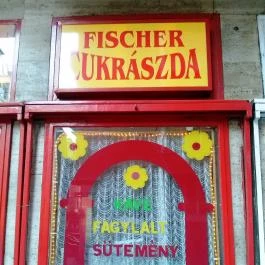 FISCHER
CUKRÁSZDA
KÁVÉ
FAGYLALT
SÜTEMÉNY